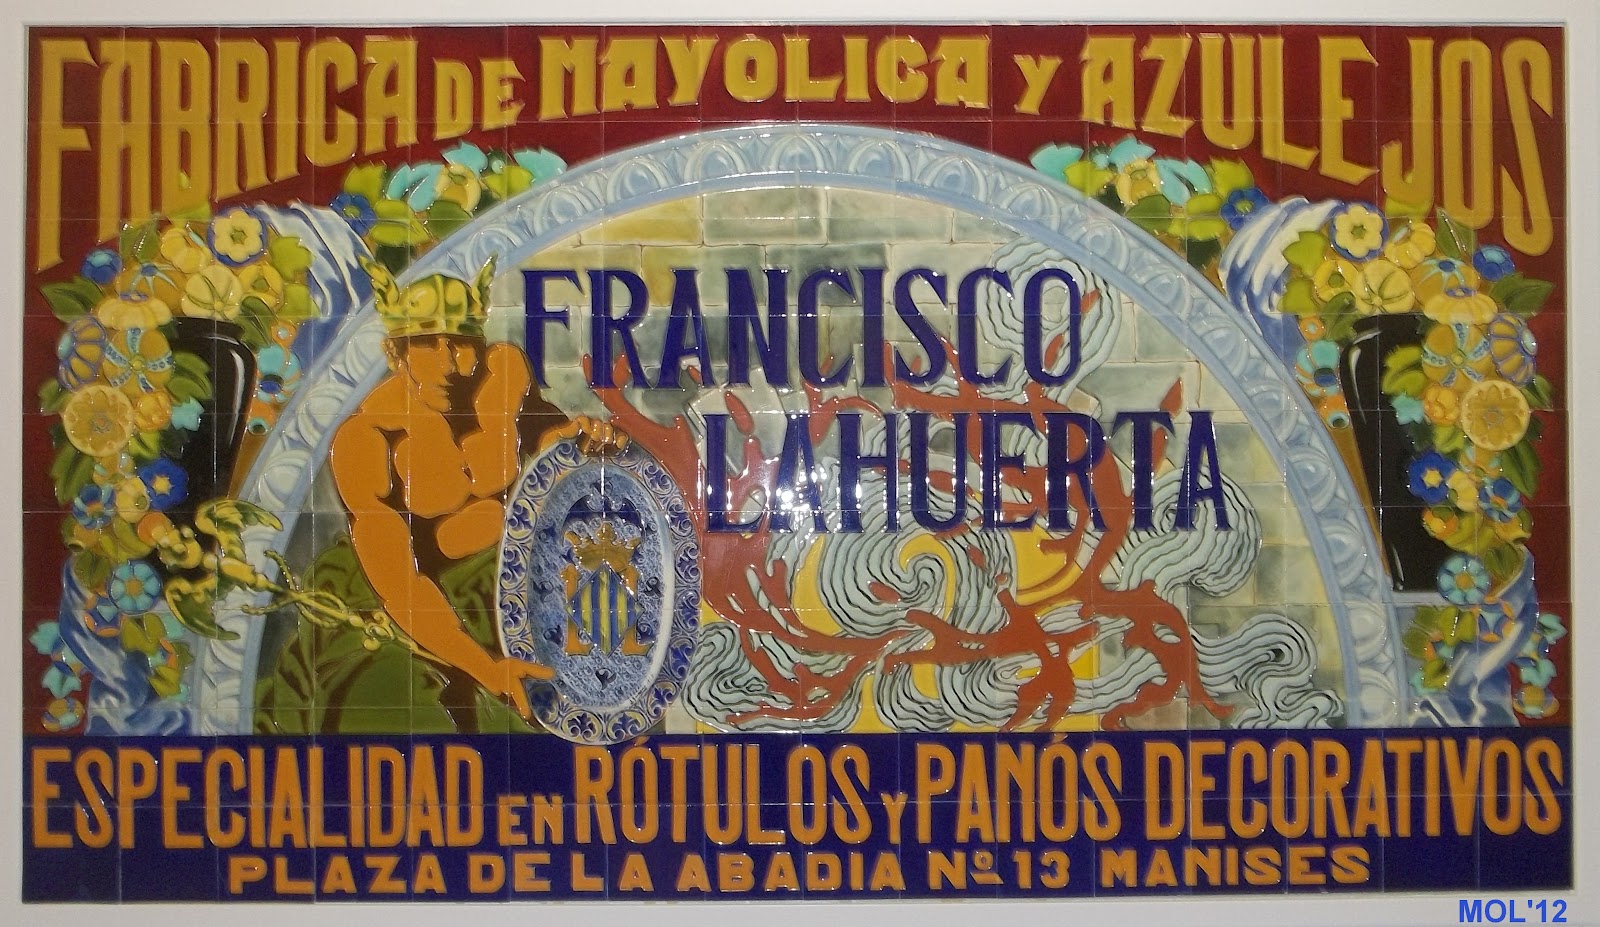 FABRICA DE MAYOLICA Y AZULEJOS
FRANCISCO
LAHUERTA
ESPECIALIDAD EN RÓTULOS Y PANÓS DECORATIVOS
PLAZA DE LA ABADIA Nº 13 MANISES
MOL'12